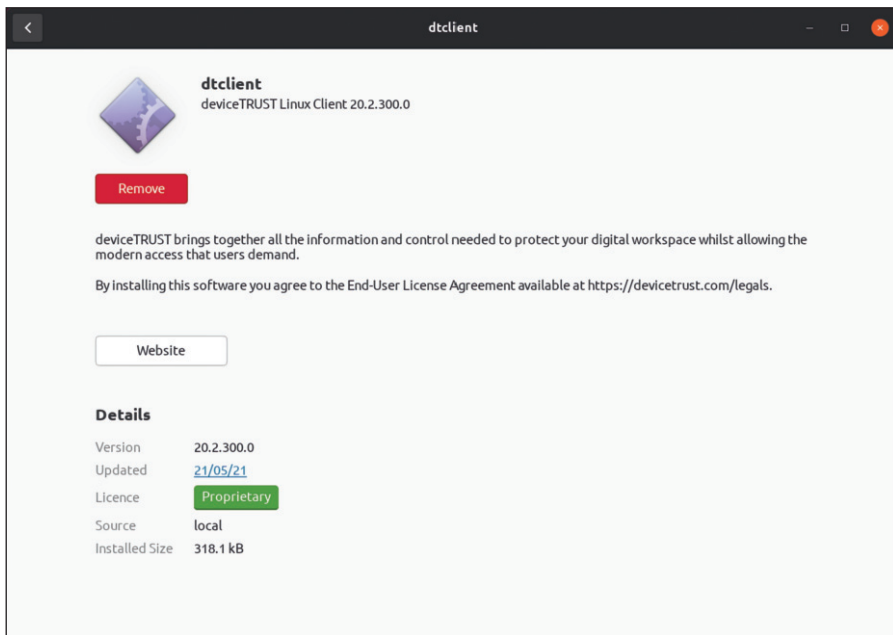 dtclient
dtclient
deviceTRUST Linux Client 20.2.300.0
Remove
deviceTRUST brings together all the information and control needed to protect your digital workspace whilst allowing the
modern access that users demand.
By installing this software you agree to the End-User License Agreement available at https://devicetrust.com/legals.
Website
Details
Version 20.2.300.0
Updated 21/05/21
Licence Proprietary
Source local
Installed Size 318.1 kB